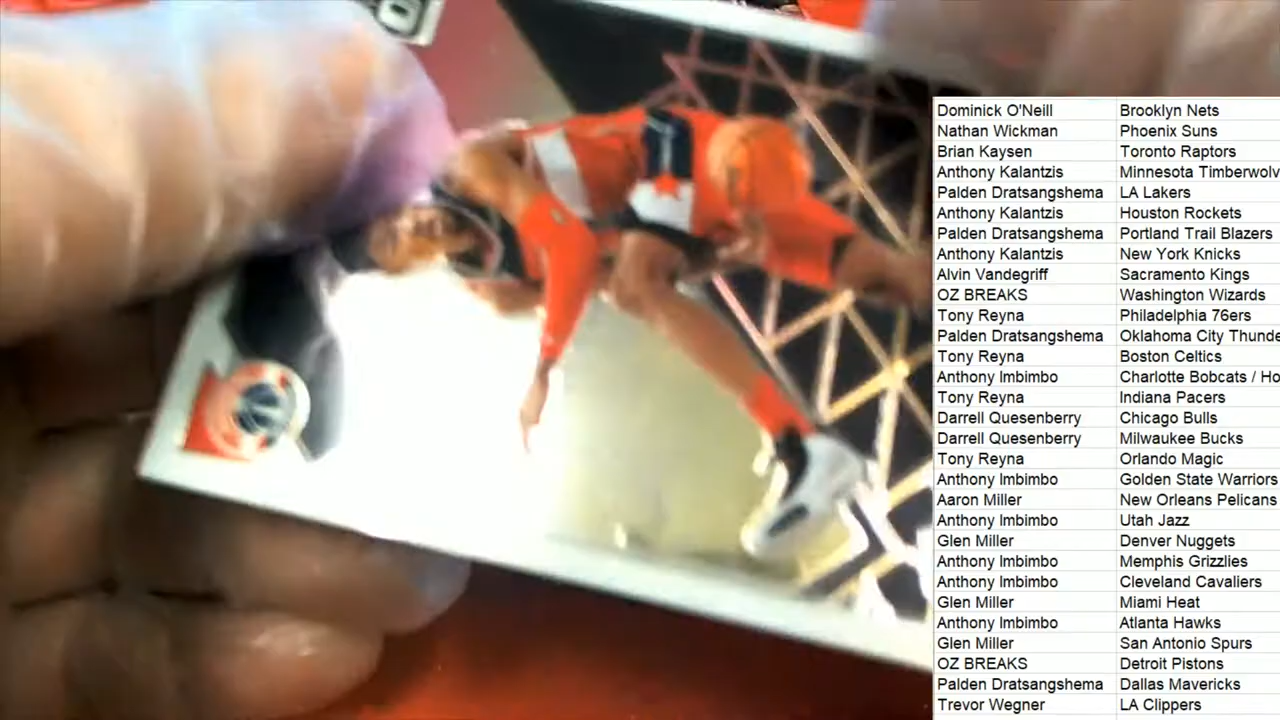 Dominick O'Neill Brooklyn Nets
Nathan Wickman Phoenix Suns
Brian Kaysen Toronto Raptors
Anthony Kalantzis Minnesota Timberwolv
Palden Dratsangshema LA Lakers
Anthony Kalantzis Houston Rockets
Palden Dratsangshema Portland Trail Blazers
Anthony Kalantzis New York Knicks
Alvin Vandegriff Sacramento Kings
OZ BREAKS Washington Wizards
Tony Reyna Philadelphia 76ers
Palden Dratsangshema Oklahoma City Thunde
Tony Reyna Boston Celtics
Anthony Imbimbo Charlotte Bobcats / Ho
Tony Reyna Indiana Pacers
Darrell Quesenberry Chicago Bulls
Darrell Quesenberry Milwaukee Bucks
Tony Reyna Orlando Magic
Anthony Imbimbo Golden State Warriors
Aaron Miller New Orleans Pelicans
Anthony Imbimbo Utah Jazz
Glen Miller Denver Nuggets
Anthony Imbimbo Memphis Grizzlies
Anthony Imbimbo Cleveland Cavaliers
Glen Miller Miami Heat
Anthony Imbimbo Atlanta Hawks
Glen Miller San Antonio Spurs
OZ BREAKS Detroit Pistons
Palden Dratsangshema Dallas Mavericks
Trevor Wegner LA Clippers